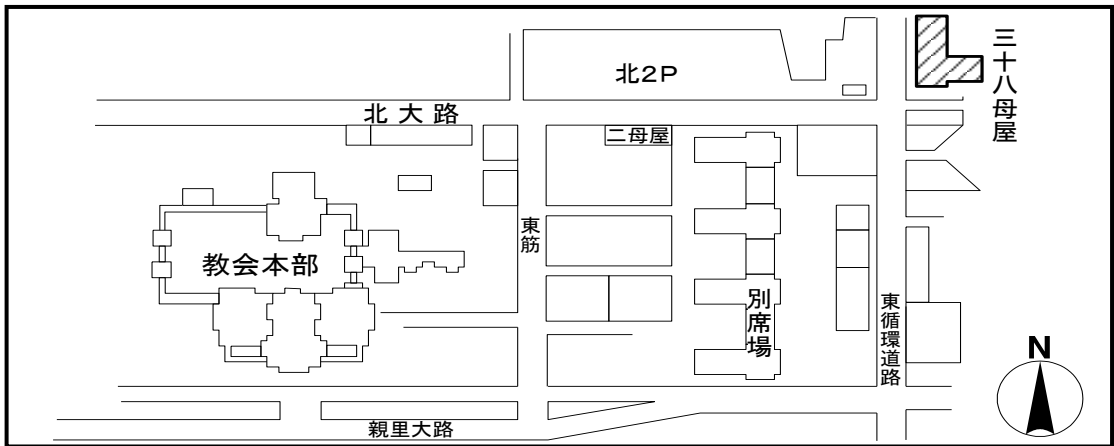 北2P
三十八母屋
北大路
二母屋
東筋
教会本部
別席場
東循環道路
N
親里大路